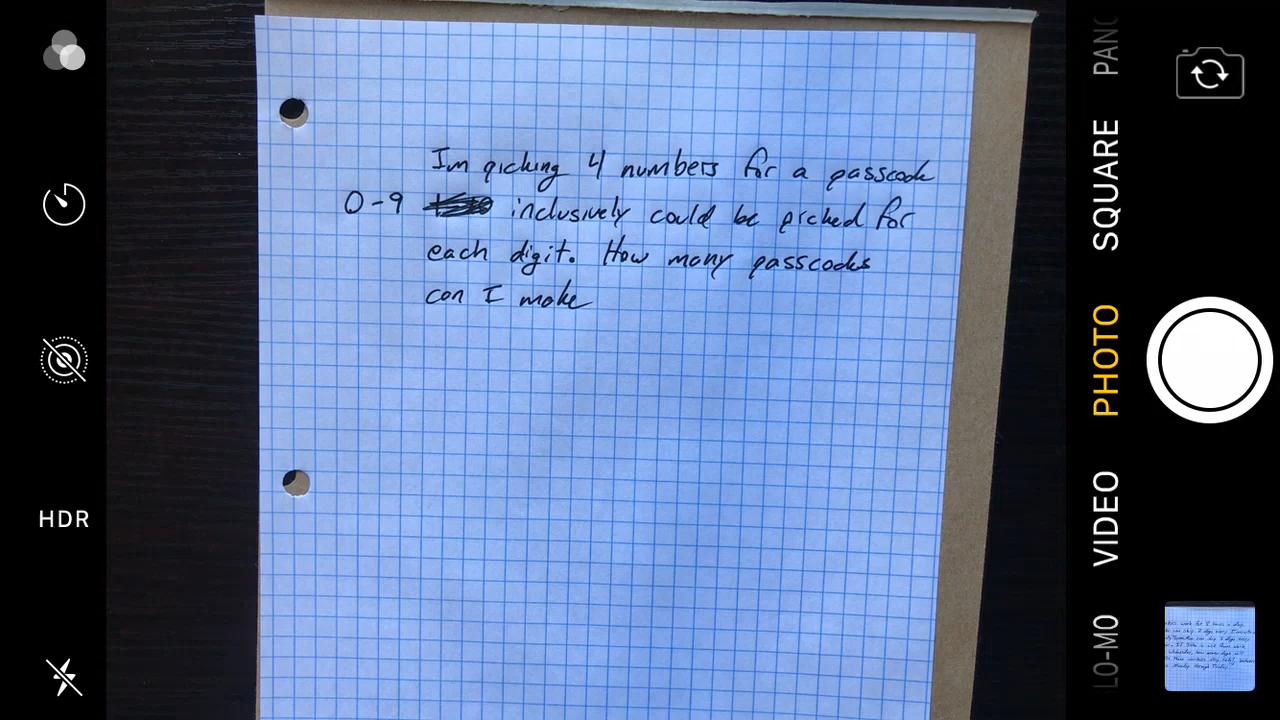 Im picking 4 numbers for a passcode
0-9 inclusively could be picked for
each digit. How many passcodes
can I make
HDR
PANO
SQUARE
PHOTO
VIDEO
SLO-MO